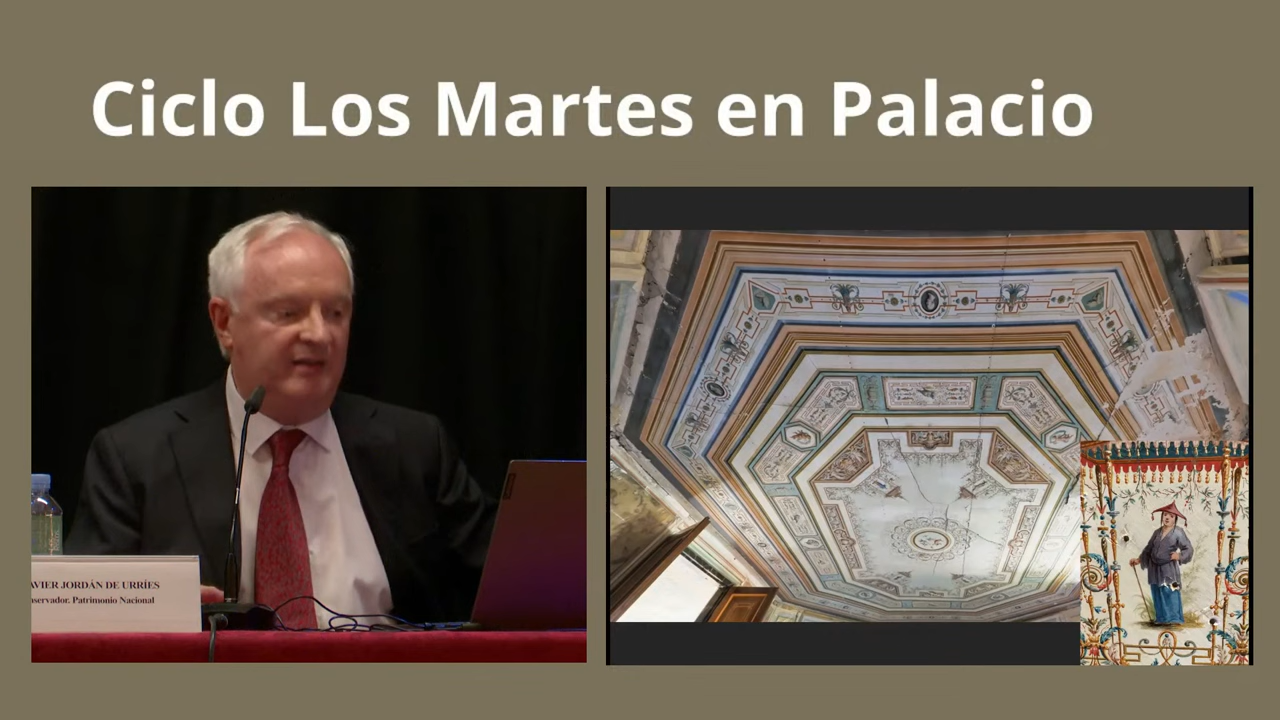 Ciclo Los Martes en Palacio
AVIER JORDÁN DE URRÍES
nservador. Patrimonio Nacional